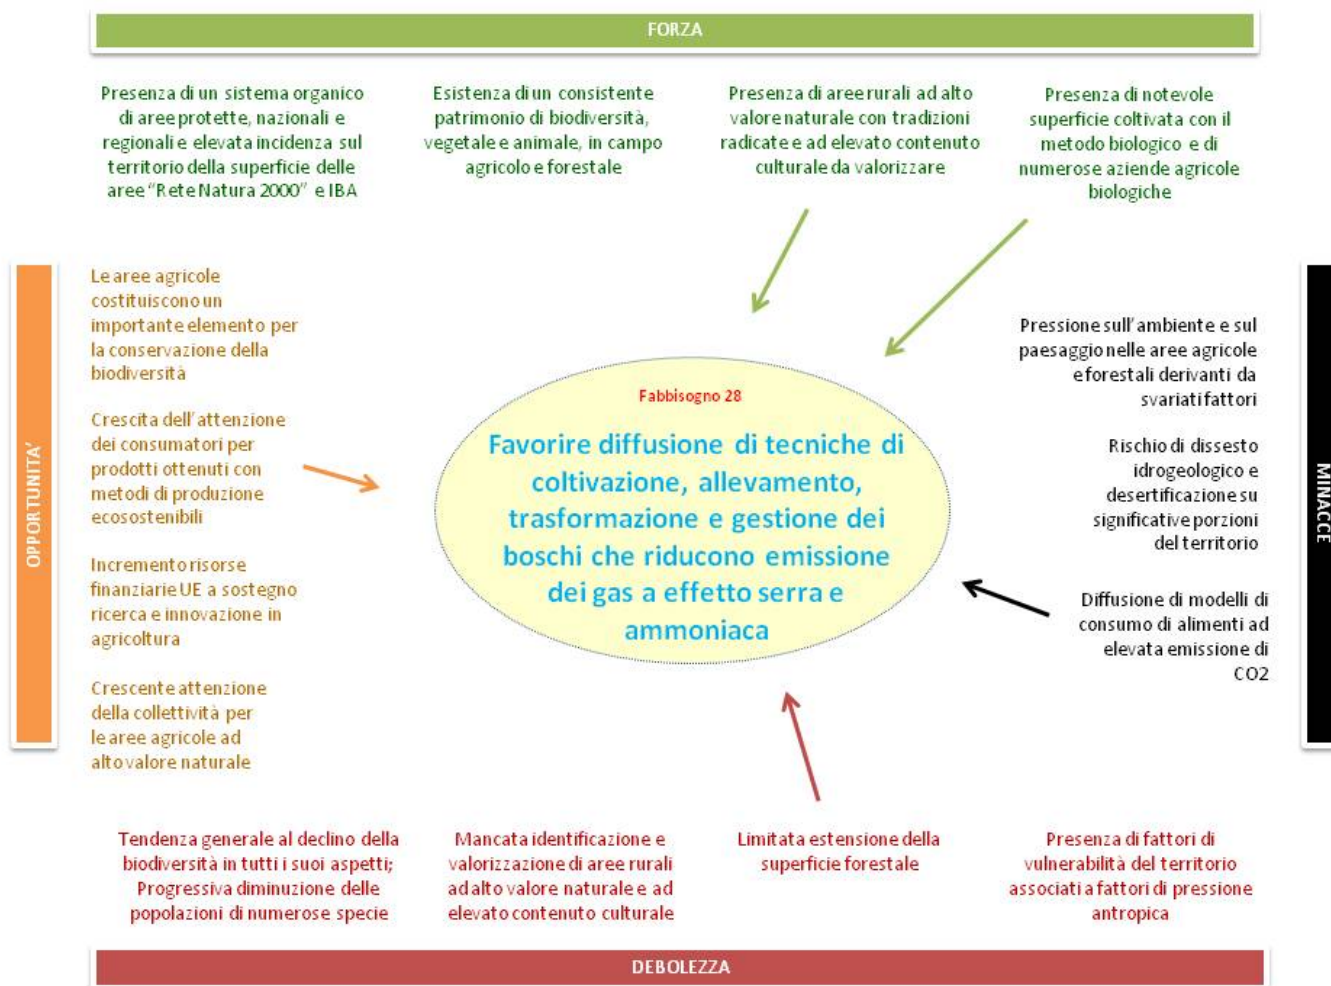 FORZA
Presenza di un sistema organico
di aree protette, nazionali e
regionali e elevata incidenza sul
territorio della superficie delle
aree “Rete Natura 2000” e IBA
Esistenza di un consistente
patrimonio di biodiversità,
vegetale e animale, in campo
agricolo e forestale
Presenza di aree rurali ad alto
valore naturale con tradizioni
radicate e ad elevato contenuto
culturale da valorizzare
Presenza di notevole
superficie coltivata con il
metodo biologico e di
numerose aziende agricole
biologiche
OPPORTUNITA’
Le aree agricole
costituiscono un
importante elemento per
la conservazione della
biodiversità
Crescita dell’attenzione
dei consumatori per
prodotti ottenuti con
metodi di produzione
ecosostenibili
Incremento risorse
finanziarie UE a sostegno
ricerca e innovazione in
agricoltura
Crescente attenzione
della collettività per
le aree agricole ad
alto valore naturale
Fabbisogno 28
Favorire diffusione di tecniche di
coltivazione, allevamento,
trasformazione e gestione dei
boschi che riducono emissione
dei gas a effetto serra e
ammoniaca
Pressione sull’ambiente e sul
paesaggio nelle aree agricole
e forestali derivanti da
svariati fattori
Rischio di dissesto
idrogeologico e
desertificazione su
significative porzioni
del territorio
Diffusione di modelli di
consumo di alimenti ad
elevata emissione di
CO2
MINACCE
Tendenza generale al declino della
biodiversità in tutti i suoi aspetti;
Progressiva diminuzione delle
popolazioni di numerose specie
Mancata identificazione e
valorizzazione di aree rurali
ad alto valore naturale e ad
elevato contenuto culturale
Limitata estensione della
superficie forestale
Presenza di fattori di
vulnerabilità del territorio
associati a fattori di pressione
antropica
DEBOLEZZA